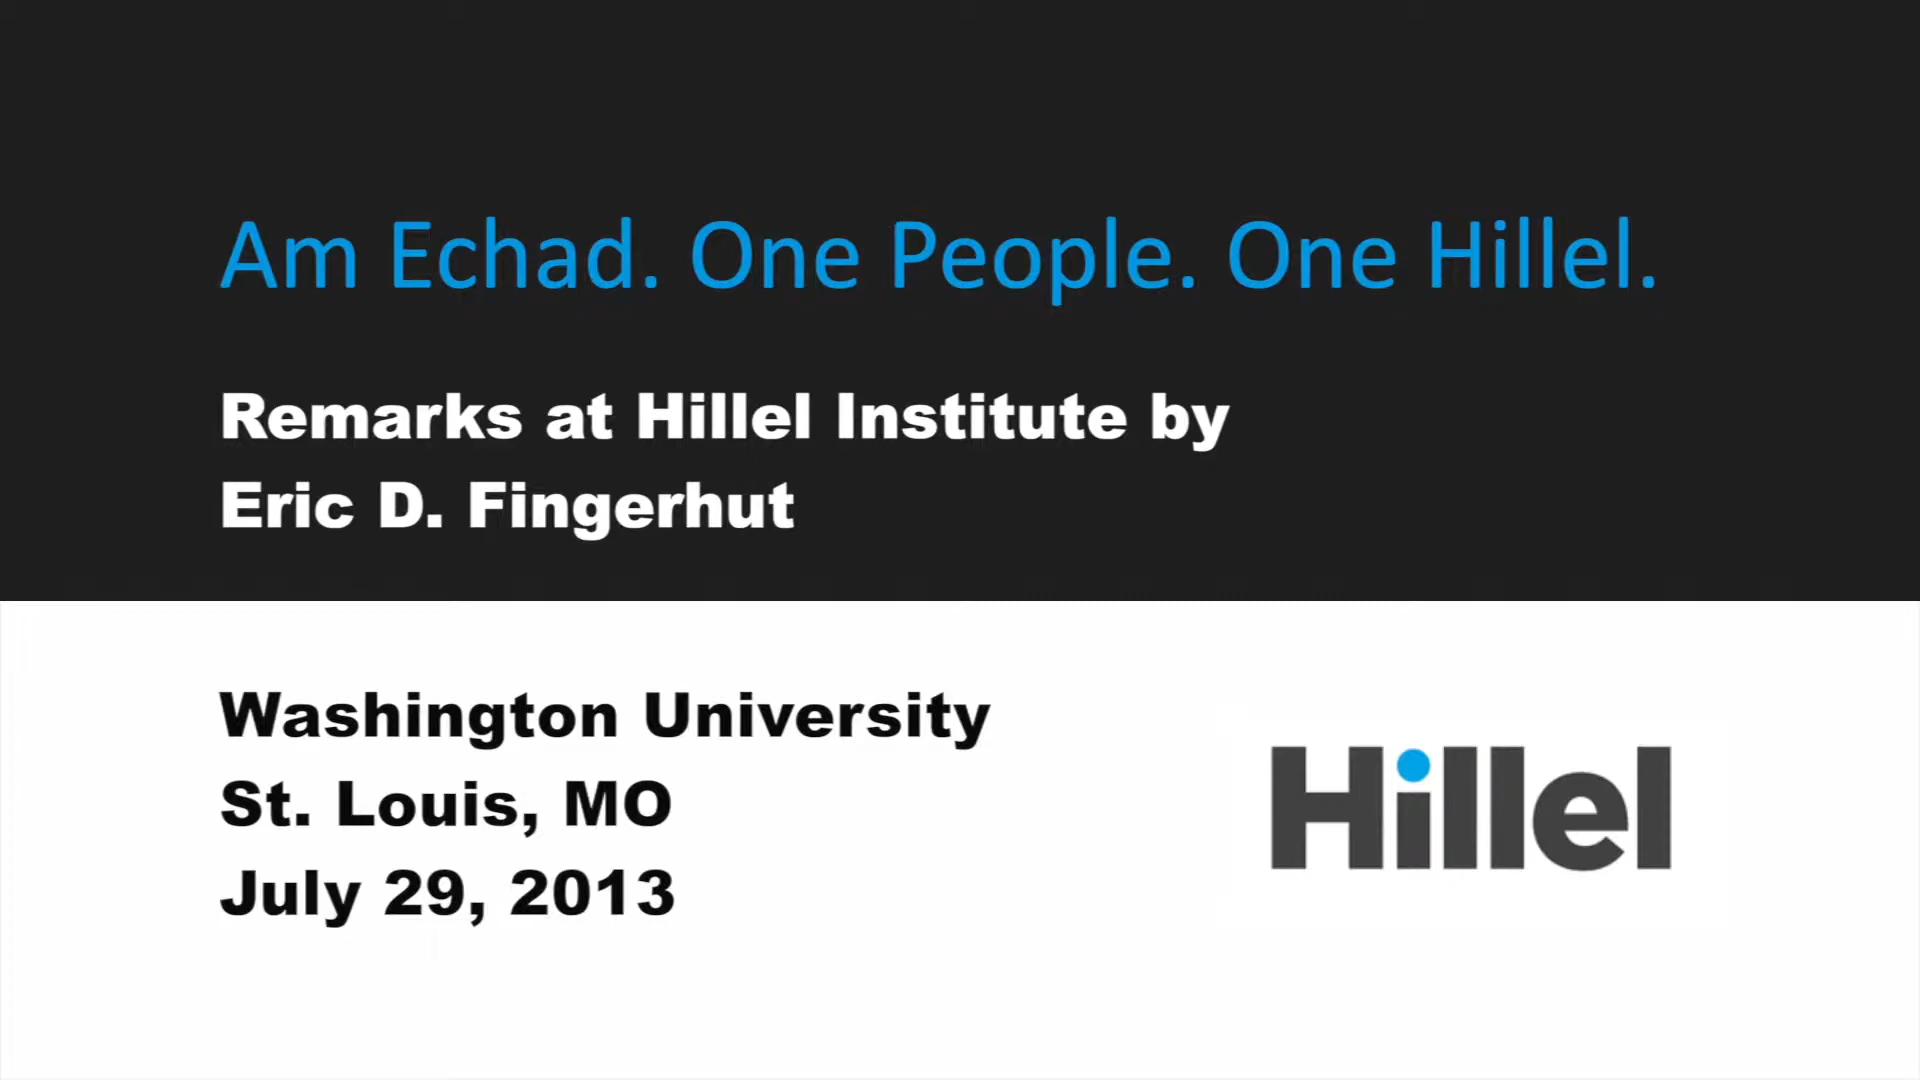 Am Echad. One People. One Hillel.
Remarks at Hillel Institute by
Eric D. Fingerhut
Washington University
St. Louis, MO
July 29, 2013
Hillel